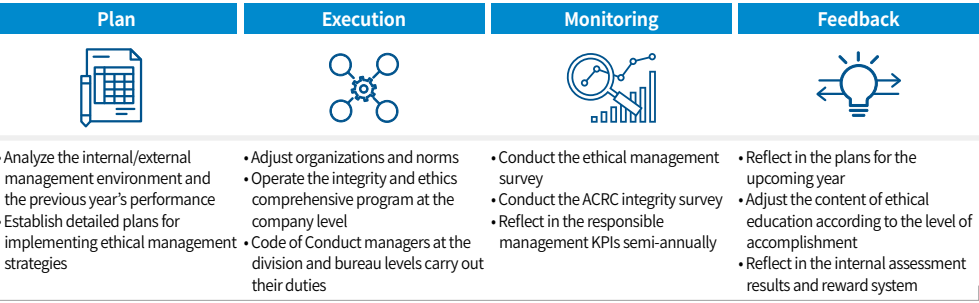 Plan
Execution
Monitoring
Feedback
• Analyze the internal/external
management environment and
the previous year's performance
• Establish detailed plans for
implementing ethical management
strategies
• Adjust organizations and norms
• Operate the integrity and ethics
comprehensive program at the
company level
• Code of Conduct managers at the
division and bureau levels carry out
their duties
• Conduct the ethical management
survey
• Conduct the ACRC integrity survey
• Reflect in the responsible
management KPIs semi-annually
• Reflect in the plans for the
upcoming year
• Adjust the content of ethical
education according to the level of
accomplishment
• Reflect in the internal assessment
results and reward system